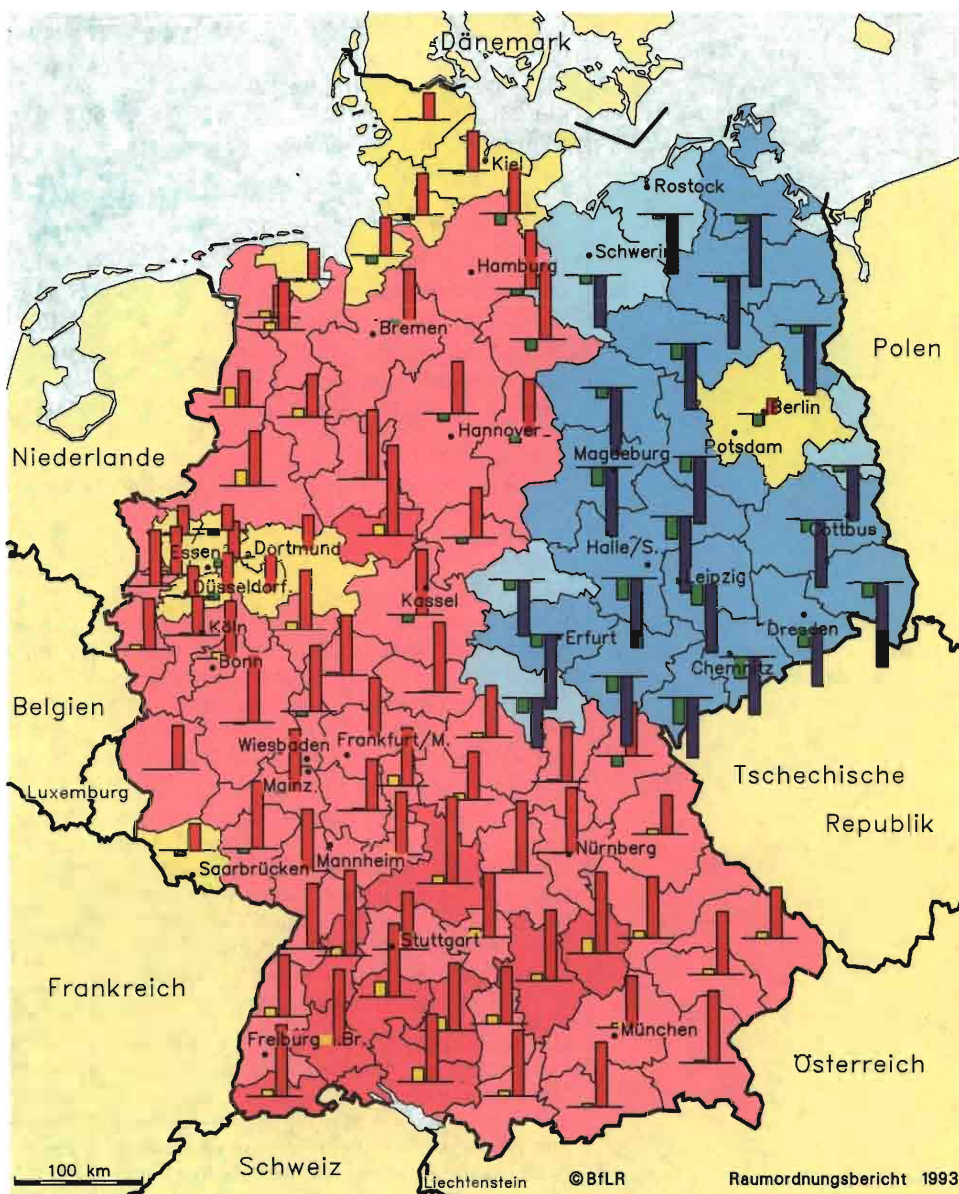 Dänemark
Kiel
Rostock
Schwerin
Hamburg
Bremen
Polen
Berlin
Hannover
Potsdam
Niederlande
Magdeburg
Cottbus
Essen
Dortmund
Halle/S.
Leipzig
Düsseldorf
Kassel
Dresden
Köln
Erfurt
Chemnitz
Bonn
Belgien
Wiesbaden
Frankfurt/M.
Tschechische
Luxemburg
Mainz
Republik
Nürnberg
Mannheim
Saarbrücken
Stuttgart
Frankreich
München
Freiburg Br.
Österreich
100 km
Schweiz
Liechtenstein
©BfLR
Raumordnungsbericht 1993